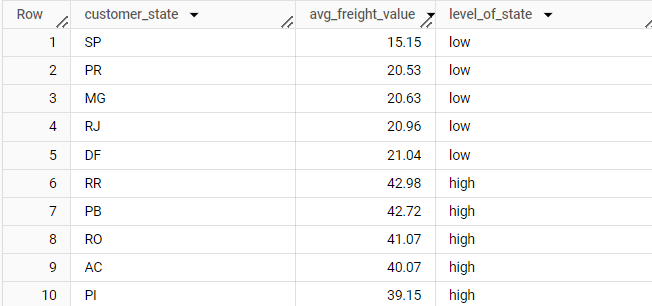 Row customer_state avg_freight_value level_of_state
1 SP 15.15 low
2 PR 20.53 low
3 MG 20.63 low
4 RJ 20.96 low
5 DF 21.04 low
6 RR 42.98 high
7 PB 42.72 high
8 RO 41.07 high
9 AC 40.07 high
10 PI 39.15 high